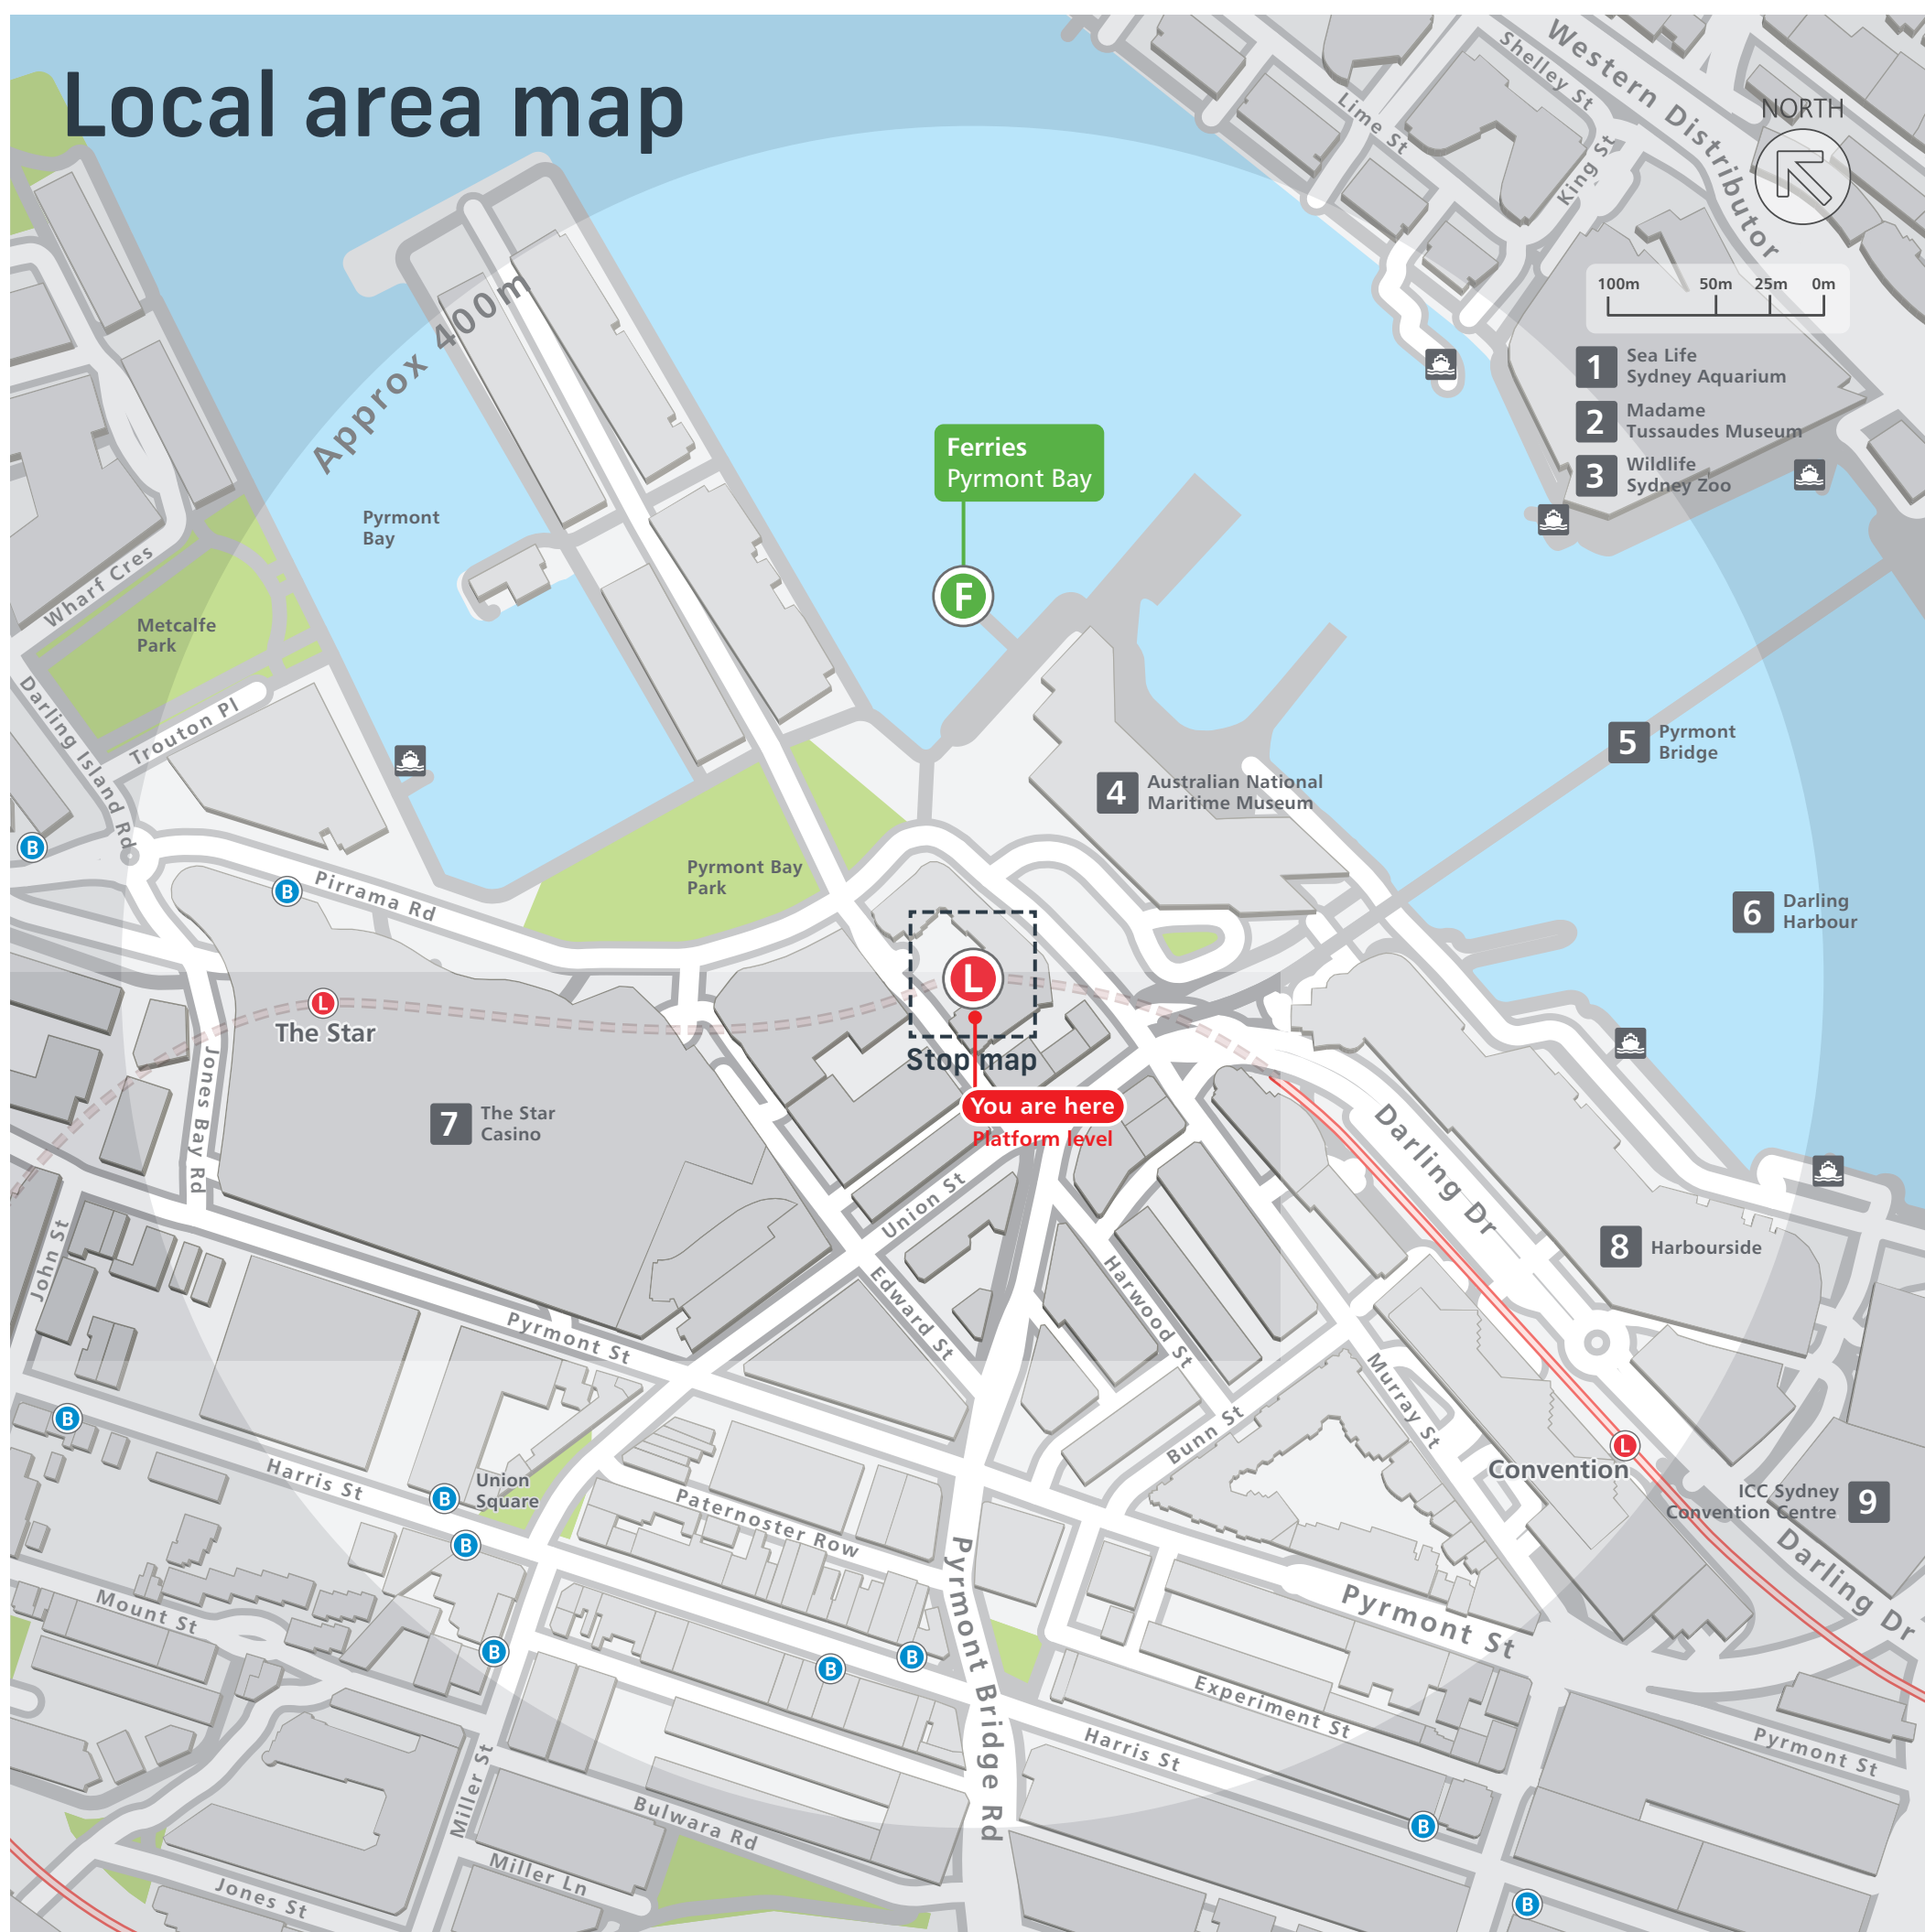 Local area map
Western Distributor
Shelley St
Lime St
King St
NORTH
100m 50m 25m 0m
1 Sea Life
Sydney Aquarium
2 Madame
Tussaudes Museum
3 Wildlife
Sydney Zoo
Approx 400m
Ferries
Pyrmont Bay
F
Pyrmont
Bay
Wharf Cres
Metcalfe
Park
Darling Island Rd
Trouton Pl
5 Pyrmont
Bridge
4 Australian National
Maritime Museum
B
B
Pirrama Rd
Pyrmont Bay
Park
6 Darling
Harbour
L
L
The Star
Stop map
You are here
Platform level
Jones Bay Rd
7 The Star
Casino
Darling Dr
Union St
John St
8 Harbourside
Edward St
Harwood St
Pyrmont St
Murray St
B
Bunn St
L
Convention
Harris St
B
Union
Square
B
Paternoster Row
ICC Sydney
Convention Centre 9
Darling Dr
Mount St
Pyrmont St
B
B
B
Pyrmont Bridge Rd
Experiment St
Harris St
Pyrmont St
Miller St
Bulwara Rd
B
Miller Ln
Jones St
B